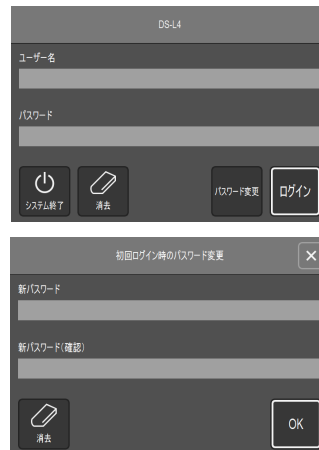 DS-L4
ユーザー名
パスワード
システム終了
消去
パスワード変更
ログイン
初回ログイン時のパスワード変更
新パスワード
新パスワード(確認)
消去
OK